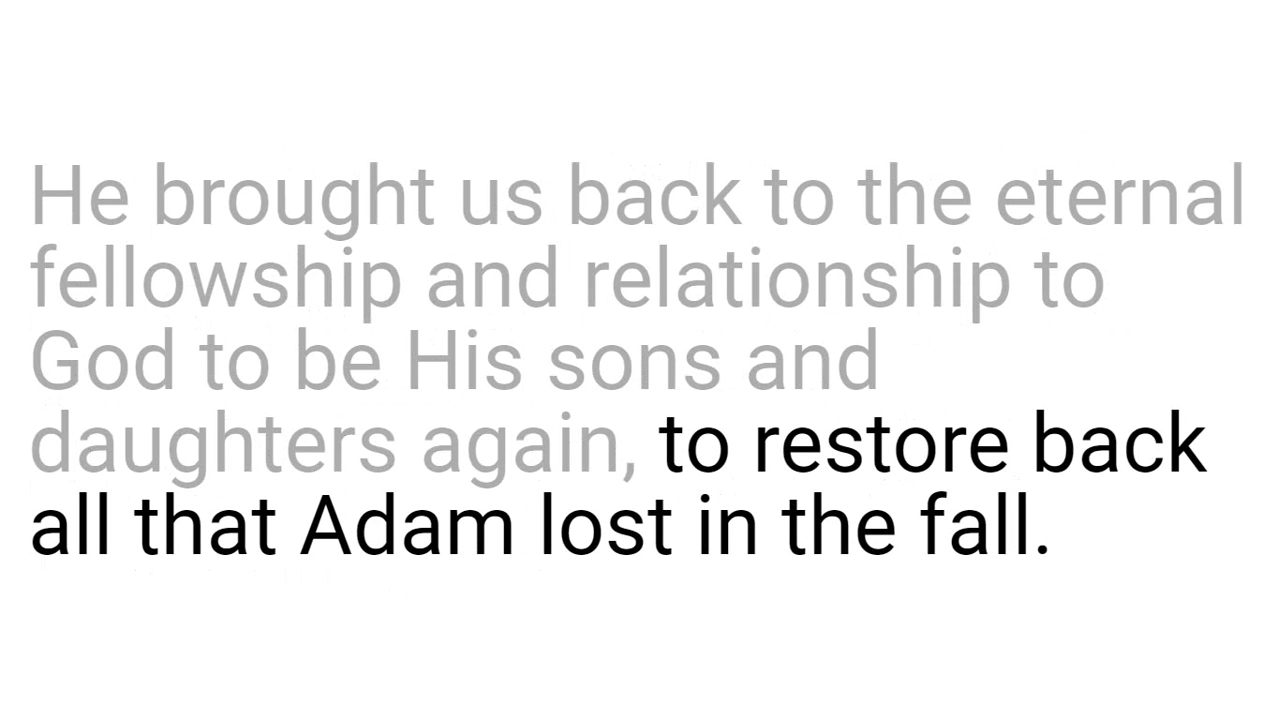 He brought us back to the eternal
fellowship and relationship to
God to be His sons and
daughters again, to restore back
all that Adam lost in the fall.